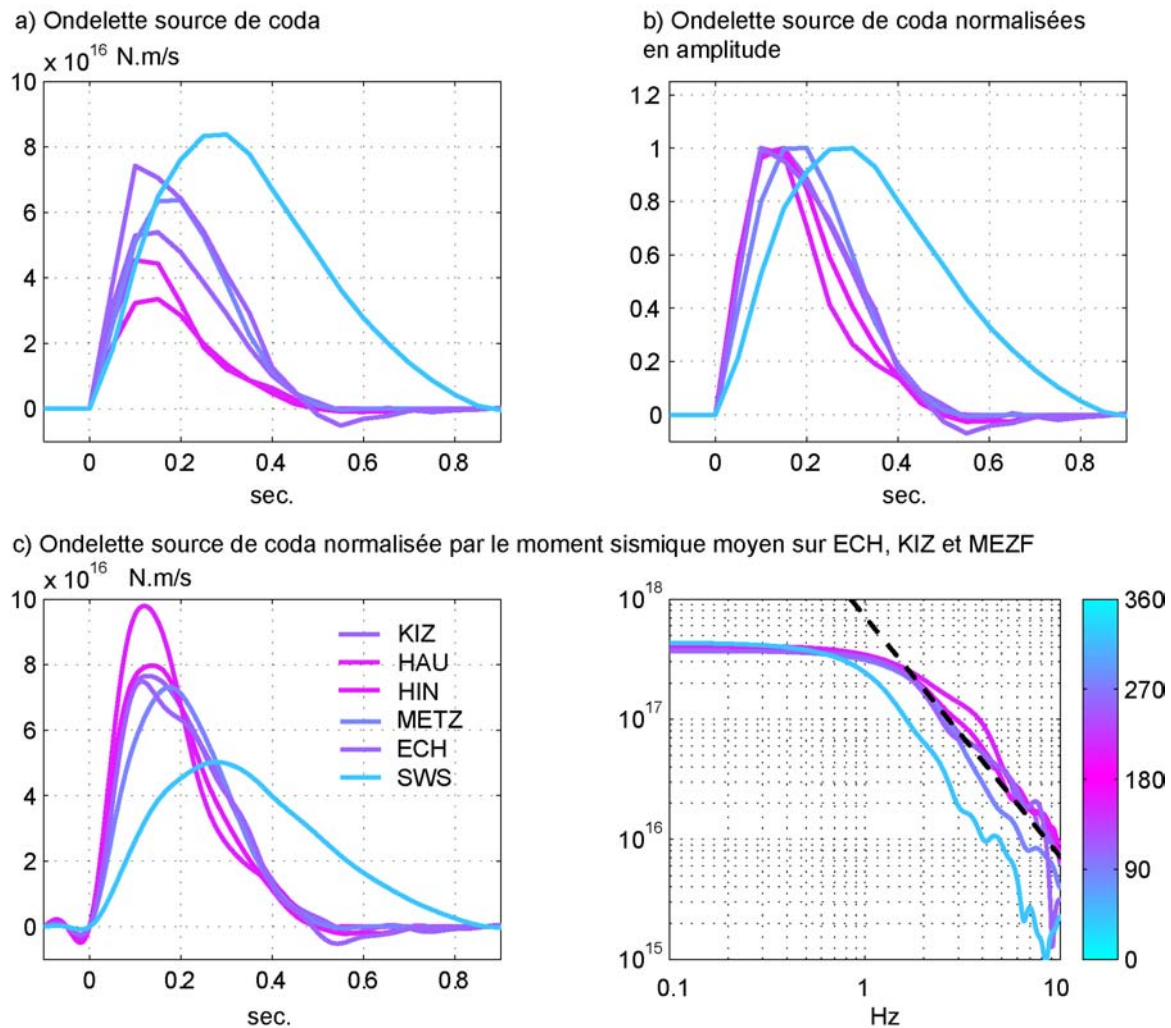 a) Ondelette source de coda
x 10^16 N.m/s
10
8
6
4
2
0
0 0.2 0.4 0.6 0.8
sec.
b) Ondelette source de coda normalisées
en amplitude
1.2
1
0.8
0.6
0.4
0.2
0
0 0.2 0.4 0.6 0.8
sec.
c) Ondelette source de coda normalisée par le moment sismique moyen sur ECH, KIZ et MEZF
x 10^16 N.m/s
10
8
6
4
2
0
0 0.2 0.4 0.6 0.8
sec.
KIZ
HAU
HIN
METZ
ECH
SWS
10^18
10^17
10^16
10^15
0.1 1 10
Hz
360
270
180
90
0